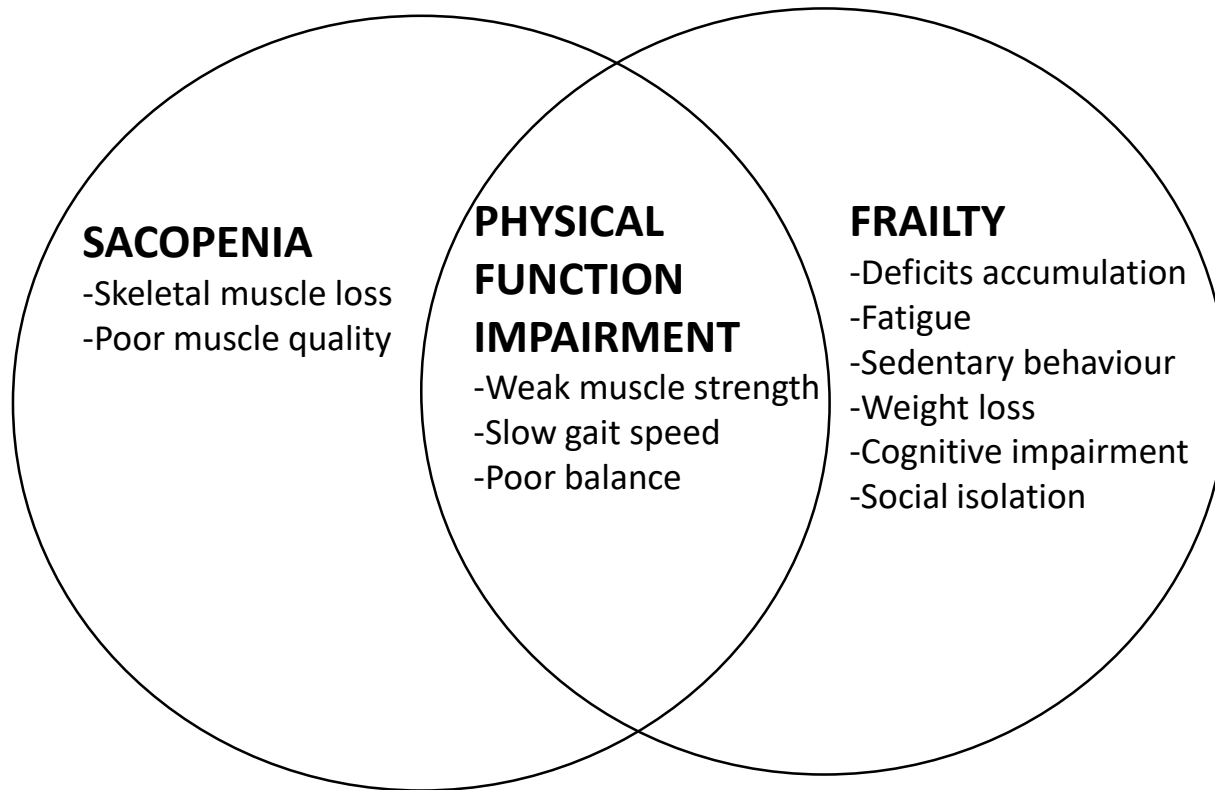 SACOPENIA
-Skeletal muscle loss
-Poor muscle quality
PHYSICAL
FUNCTION
IMPAIRMENT
-Weak muscle strength
-Slow gait speed
-Poor balance
FRAILTY
-Deficits accumulation
-Fatigue
-Sedentary behaviour
-Weight loss
-Cognitive impairment
-Social isolation